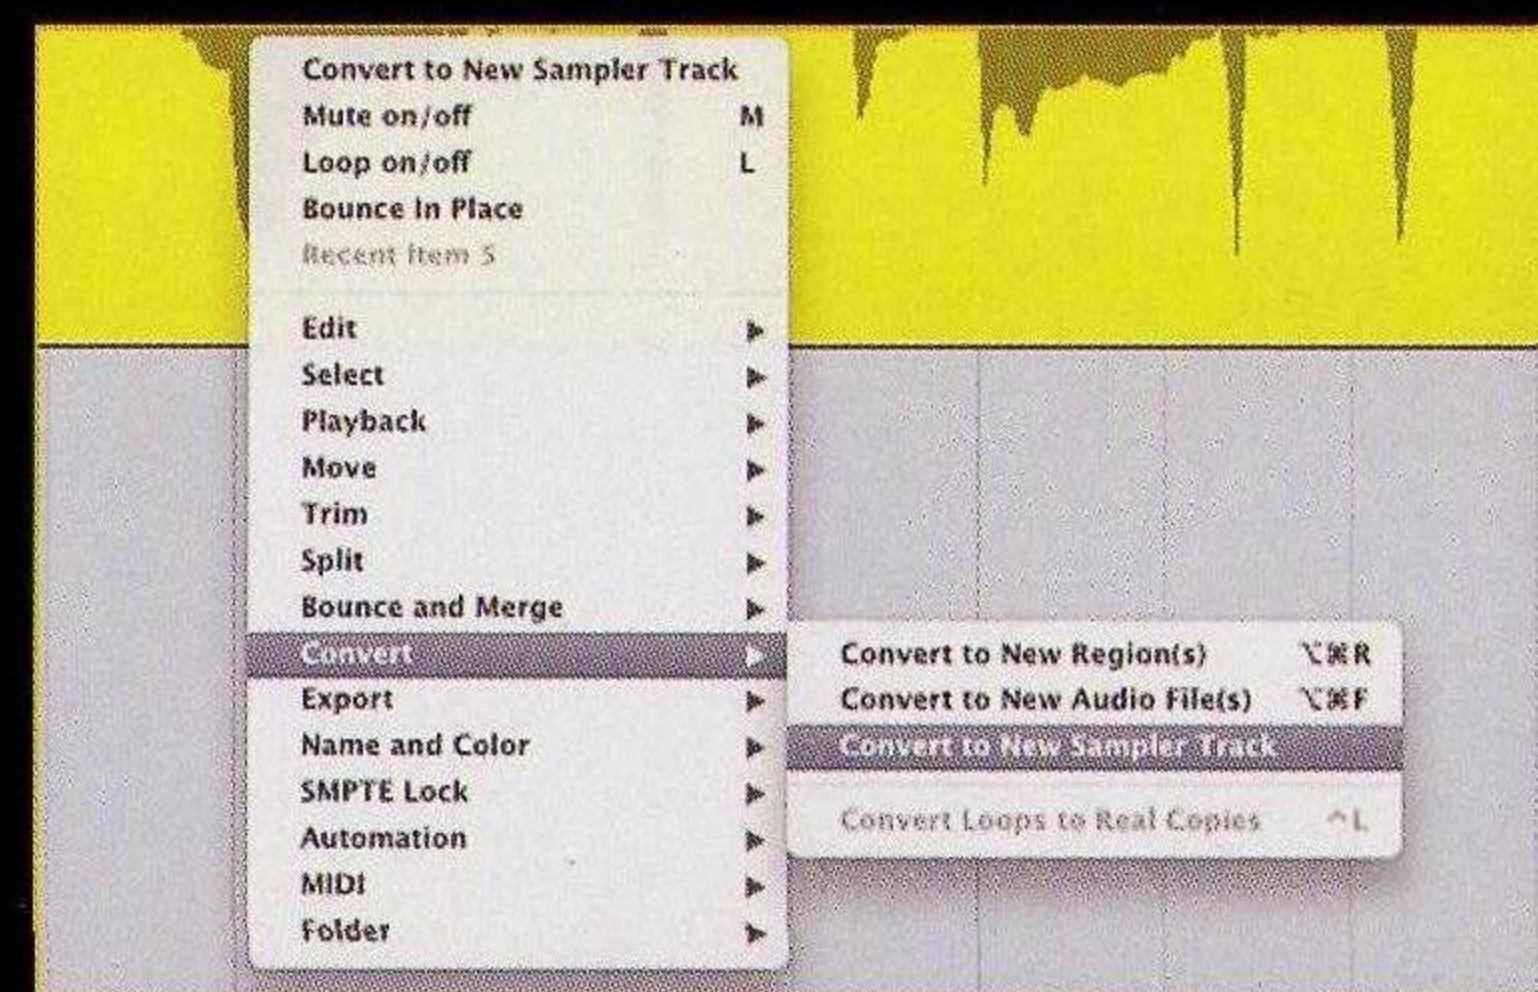 Convert to New Sampler Track
Mute on/off M
Loop on/off L
Bounce In Place
Recent Item 5
Edit
Select
Playback
Move
Trim
Split
Bounce and Merge
Convert
Export
Name and Color
SMPTE Lock
Automation
MIDI
Folder
Convert to New Region(s) ⌥⌘R
Convert to New Audio File(s) ⌥⌘F
Convert to New Sampler Track
Convert Loops to Real Copies ^L